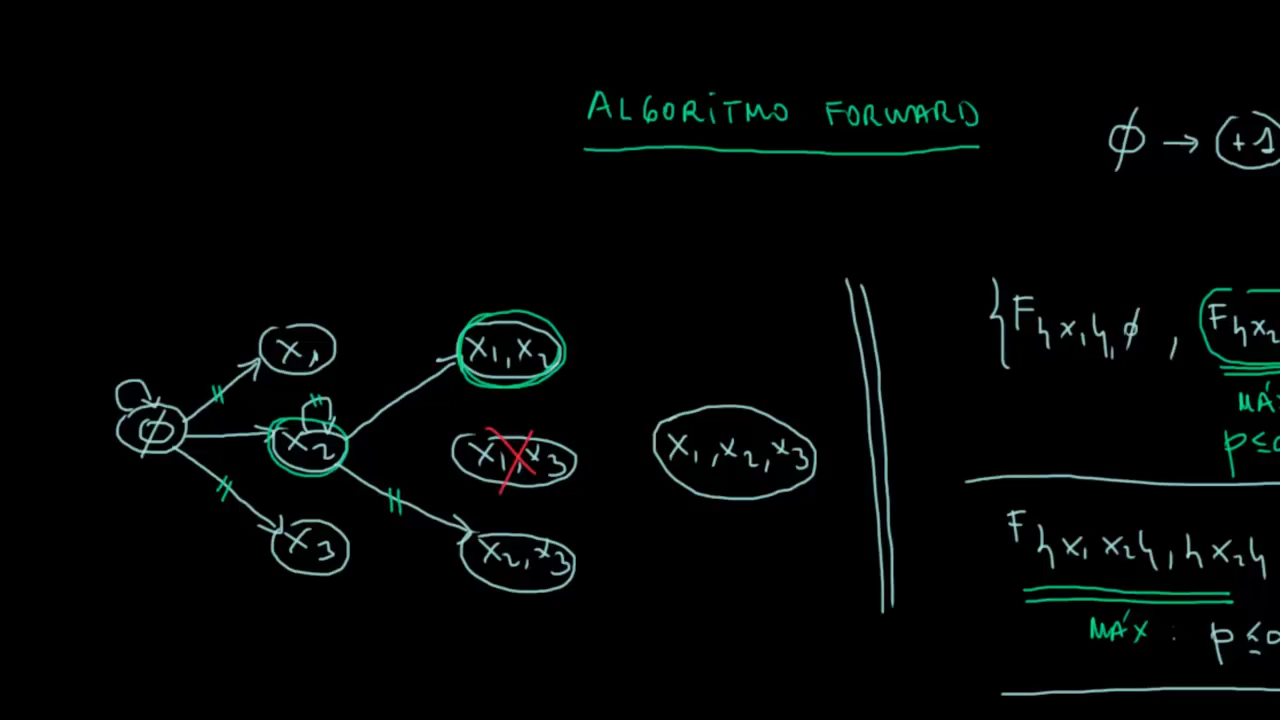 ALGORITMO FORWARD
∅ → +1
x₁
x₁, x₂
∅
x₂
x₁, x₃
x₁, x₂, x₃
x₃
x₂, x₃
{F{x₁},∅ , F{x₂
MÁX
p ≤ α
F{x₁ x₂},{x₂}
MÁX : p ≤ α